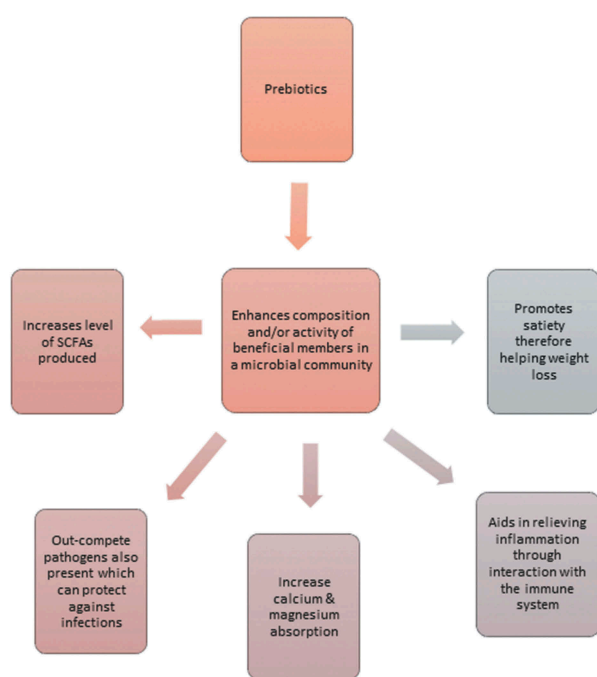 Prebiotics
Increases level
of SCFAs
produced
Enhances composition
and/or activity of
beneficial members in
a microbial community
Promotes
satiety
therefore
helping weight
loss
Out-compete
pathogens also
present which
can protect
against
infections
Increase
calcium &
magnesium
absorption
Aids in relieving
inflammation
through
interaction with
the immune
system